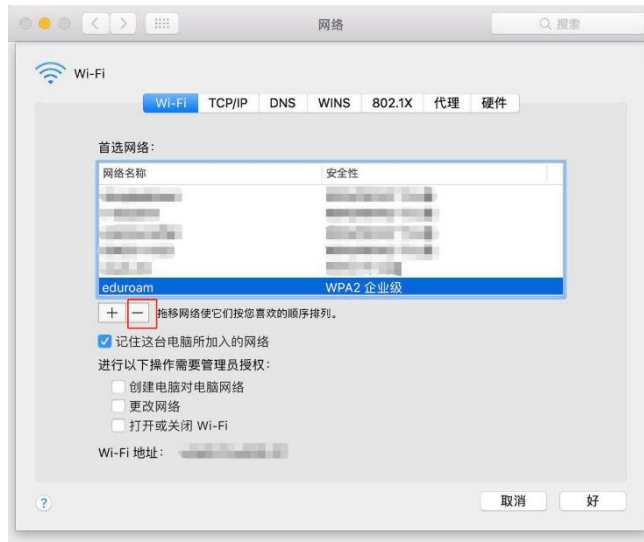 网络
搜索
Wi-Fi
Wi-Fi TCP/IP DNS WINS 802.1X 代理 硬件
首选网络：
网络名称 安全性
eduroam WPA2 企业级
+ − 拖移网络使它们按您喜欢的顺序排列。
记住这台电脑所加入的网络
进行以下操作需要管理员授权：
创建电脑对电脑网络
更改网络
打开或关闭 Wi-Fi
Wi-Fi 地址：
? 取消 好